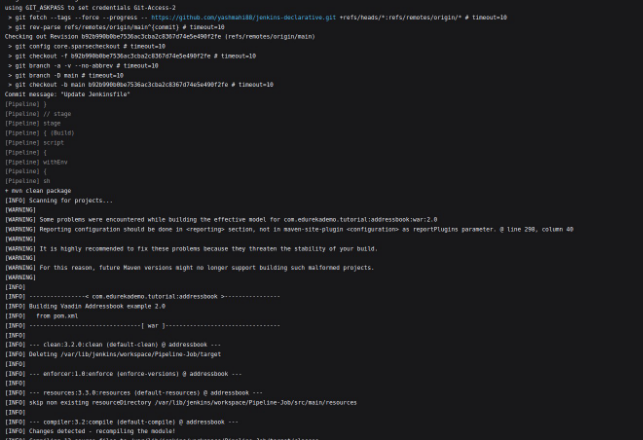 using GIT_ASKPASS to set credentials Git-Access-2
> git fetch --tags --force --progress -- https://github.com/yashmahi88/jenkins-declarative.git +refs/heads/*:refs/remotes/origin/* # timeout=10
> git rev-parse refs/remotes/origin/main^{commit} # timeout=10
Checking out Revision b92b990b0be7536ac3cba2c8367d74e5e490f2fe (refs/remotes/origin/main)
> git config core.sparsecheckout # timeout=10
> git checkout -f b92b990b0be7536ac3cba2c8367d74e5e490f2fe # timeout=10
> git branch -a -v --no-abbrev # timeout=10
> git branch -D main # timeout=10
> git checkout -b main b92b990b0be7536ac3cba2c8367d74e5e490f2fe # timeout=10
Commit message: "Update Jenkinsfile"
[Pipeline] }
[Pipeline] // stage
[Pipeline] stage
[Pipeline] { (Build)
[Pipeline] script
[Pipeline] {
[Pipeline] withEnv
[Pipeline] {
[Pipeline] sh
+ mvn clean package
[INFO] Scanning for projects...
[WARNING]
[WARNING] Some problems were encountered while building the effective model for com.edurekademo.tutorial:addressbook:war:2.0
[WARNING] Reporting configuration should be done in <reporting> section, not in maven-site-plugin <configuration> as reportPlugins parameter. @ line 298, column 40
[WARNING]
[WARNING] It is highly recommended to fix these problems because they threaten the stability of your build.
[WARNING]
[WARNING] For this reason, future Maven versions might no longer support building such malformed projects.
[WARNING]
[INFO]
[INFO] ----------------< com.edurekademo.tutorial:addressbook >----------------
[INFO] Building Vaadin Addressbook example 2.0
[INFO]   from pom.xml
[INFO] --------------------------------[ war ]---------------------------------
[INFO]
[INFO] --- clean:3.2.0:clean (default-clean) @ addressbook ---
[INFO] Deleting /var/lib/jenkins/workspace/Pipeline-Job/target
[INFO]
[INFO] --- enforcer:1.0:enforce (enforce-versions) @ addressbook ---
[INFO]
[INFO] --- resources:3.3.0:resources (default-resources) @ addressbook ---
[INFO] skip non existing resourceDirectory /var/lib/jenkins/workspace/Pipeline-Job/src/main/resources
[INFO]
[INFO] --- compiler:3.2:compile (default-compile) @ addressbook ---
[INFO] Changes detected - recompiling the module!